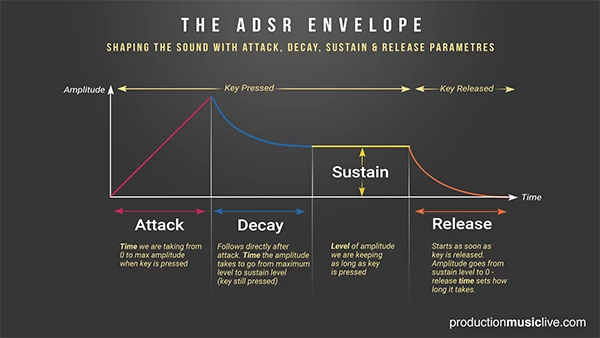 THE ADSR ENVELOPE
SHAPING THE SOUND WITH ATTACK, DECAY, SUSTAIN & RELEASE PARAMETRES
Amplitude
Key Pressed
Key Released
Sustain
Time
Attack
Time we are taking from
0 to max amplitude
when key is pressed
Decay
Follows directly after
attack. Time the amplitude
takes to go from maximum
level to sustain level
(key still pressed)
Level of amplitude
we are keeping
as long as key
is pressed
Release
Starts as soon as
key is released.
Amplitude goes from
sustain level to 0 -
release time sets how
long it takes.
productionmusiclive.com